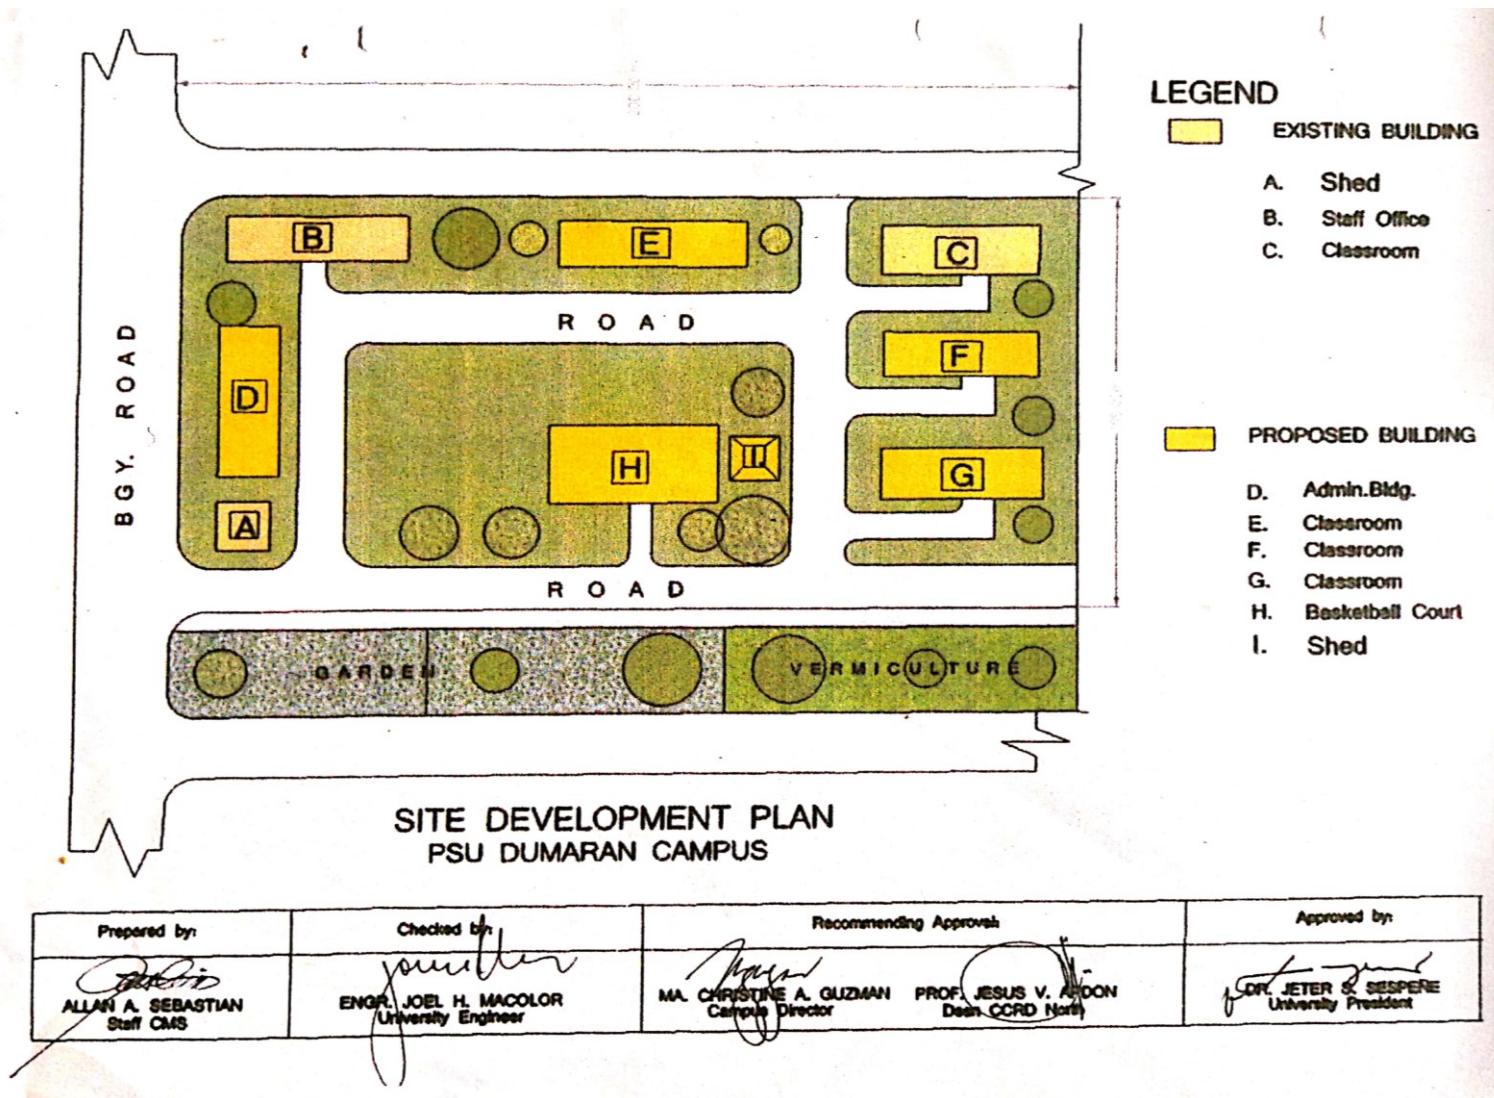 LEGEND
EXISTING BUILDING
A. Shed
B. Staff Office
C. Classroom
B
E
C
ROAD
F
D
BGY. ROAD
H
I.
G
A
ROAD
PROPOSED BUILDING
D. Admin.Bldg.
E. Classroom
F. Classroom
G. Classroom
H. Basketball Court
I. Shed
GARDEN
VERMICULTURE
SITE DEVELOPMENT PLAN
PSU DUMARAN CAMPUS
Prepared by:
Checked by:
Recommending Approval:
Approved by:
ALLAN A. SEBASTIAN
Staff CMS
ENGR. JOEL H. MACOLOR
University Engineer
MA. CHRISTINE A. GUZMAN
Campus Director
PROF. JESUS V.
Dean CCRD North
DR. JETER S. SESPEÑE
University President